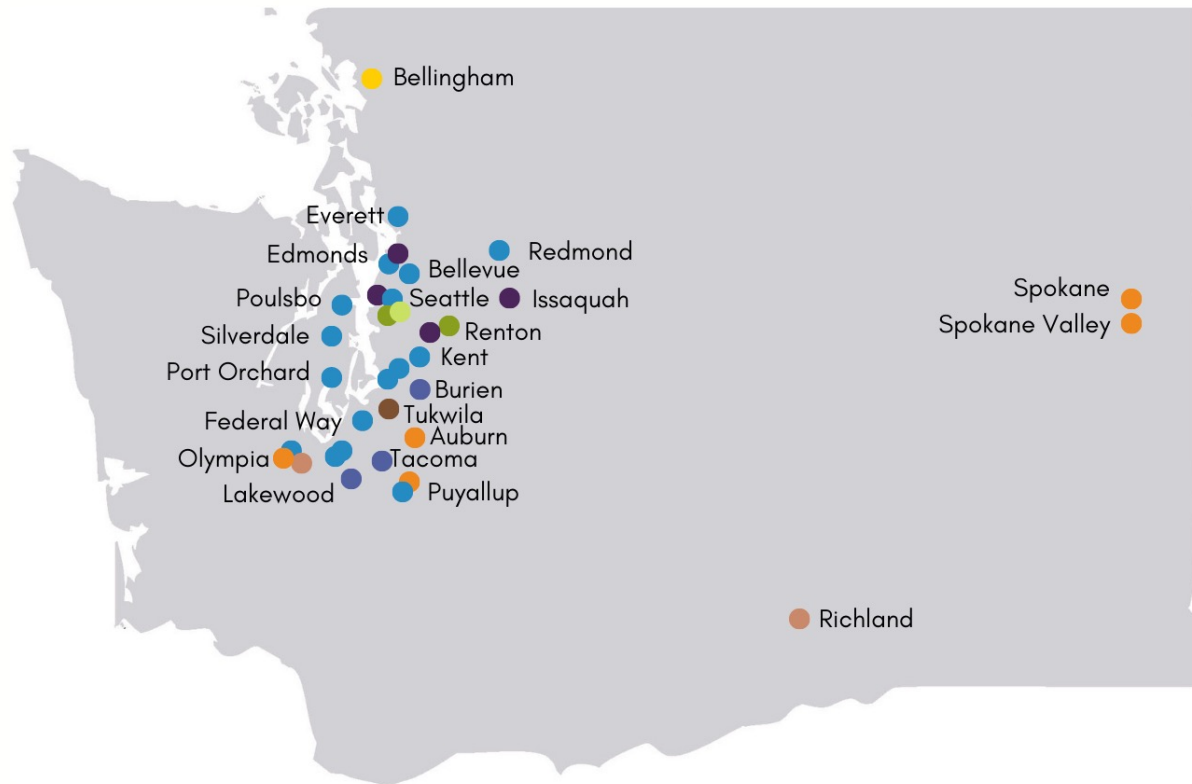 Bellingham
Everett
Edmonds
Redmond
Bellevue
Poulsbo
Seattle
Issaquah
Spokane
Silverdale
Renton
Spokane Valley
Kent
Port Orchard
Burien
Federal Way
Tukwila
Auburn
Olympia
Tacoma
Lakewood
Puyallup
Richland